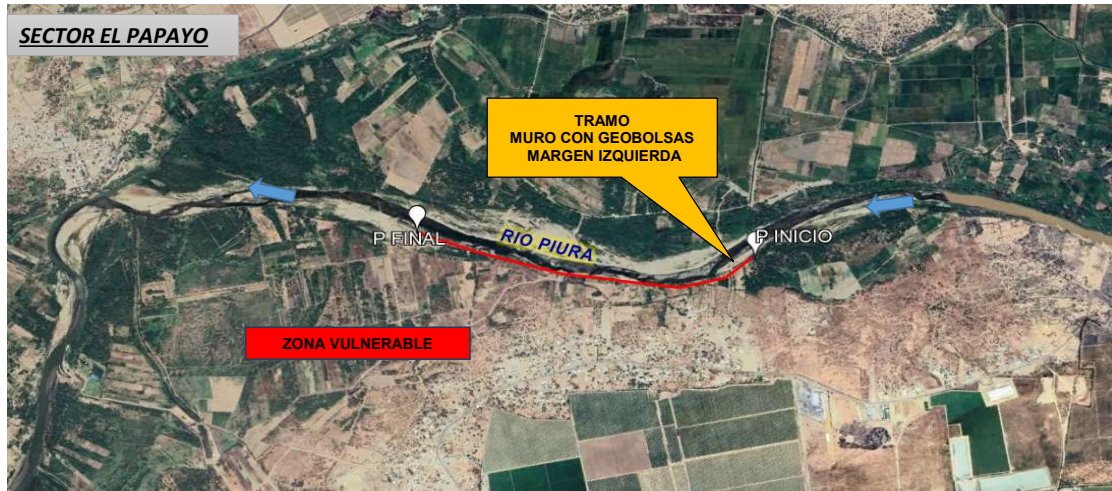 SECTOR EL PAPAYO
TRAMO
MURO CON GEOBOLSAS
MARGEN IZQUIERDA
P FINAL
RIO PIURA
P INICIO
ZONA VULNERABLE